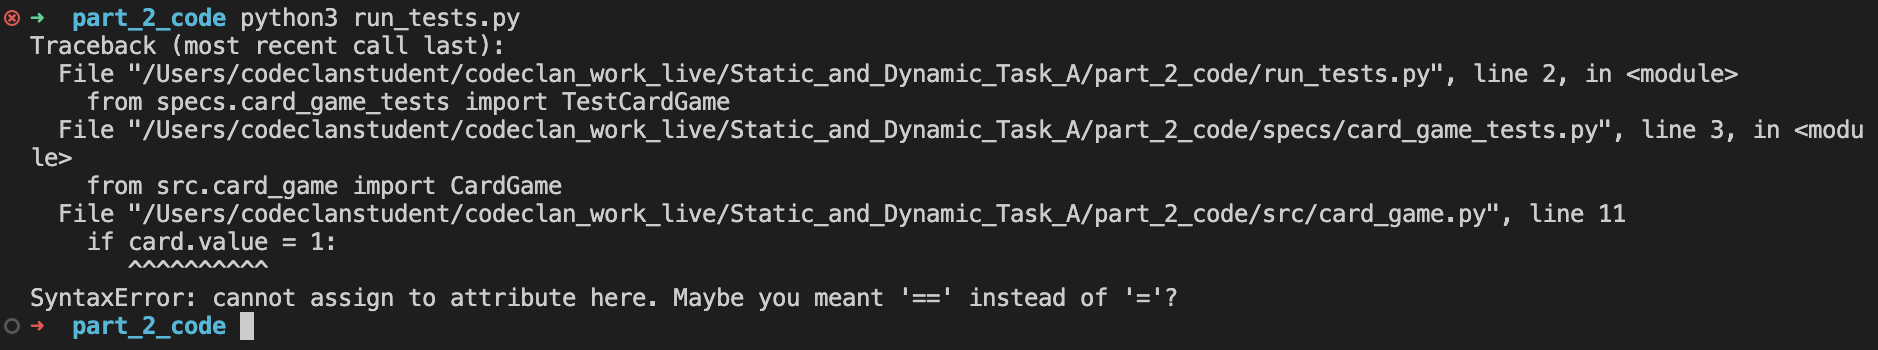 ➜  part_2_code python3 run_tests.py
Traceback (most recent call last):
  File "/Users/codeclanstudent/codeclan_work_live/Static_and_Dynamic_Task_A/part_2_code/run_tests.py", line 2, in <module>
    from specs.card_game_tests import TestCardGame
  File "/Users/codeclanstudent/codeclan_work_live/Static_and_Dynamic_Task_A/part_2_code/specs/card_game_tests.py", line 3, in <modu
le>
    from src.card_game import CardGame
  File "/Users/codeclanstudent/codeclan_work_live/Static_and_Dynamic_Task_A/part_2_code/src/card_game.py", line 11
    if card.value = 1:
       ^^^^^^^^^^
SyntaxError: cannot assign to attribute here. Maybe you meant '==' instead of '='?
➜  part_2_code